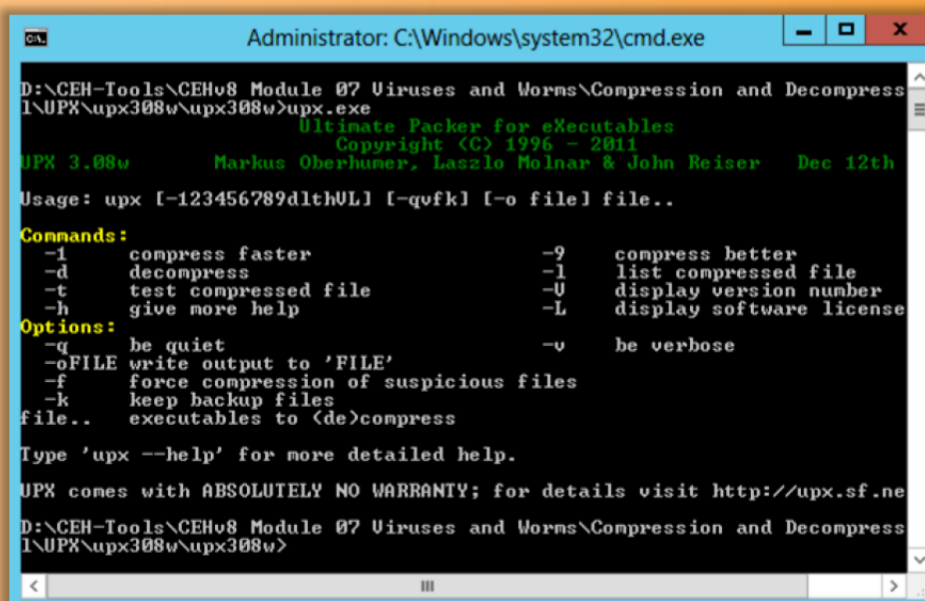 Administrator: C:\Windows\system32\cmd.exe
D:\CEH-Tools\CEHv8 Module 07 Viruses and Worms\Compression and Decompress
l\UPX\upx308w\upx308w>upx.exe
Ultimate Packer for eXecutables
Copyright (C) 1996 - 2011
UPX 3.08w Markus Oberhumer, Laszlo Molnar & John Reiser Dec 12th
Usage: upx [-123456789dlthVL] [-qvfk] [-o file] file..
Commands:
-1 compress faster -9 compress better
-d decompress -l list compressed file
-t test compressed file -V display version number
-h give more help -L display software license
Options:
-q be quiet -v be verbose
-oFILE write output to 'FILE'
-f force compression of suspicious files
-k keep backup files
file.. executables to (de)compress
Type 'upx --help' for more detailed help.
UPX comes with ABSOLUTELY NO WARRANTY; for details visit http://upx.sf.ne
D:\CEH-Tools\CEHv8 Module 07 Viruses and Worms\Compression and Decompress
l\UPX\upx308w\upx308w>